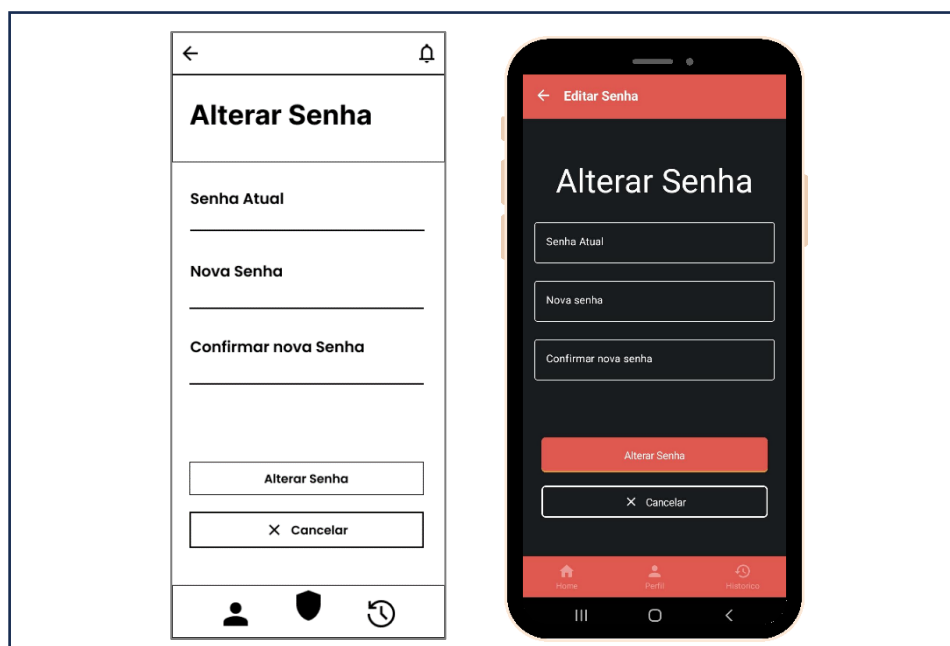 Alterar Senha
Senha Atual
Nova Senha
Confirmar nova Senha
Alterar Senha
Cancelar
Editar Senha
Alterar Senha
Senha Atual
Nova senha
Confirmar nova senha
Alterar Senha
Cancelar
Home Perfil Historico